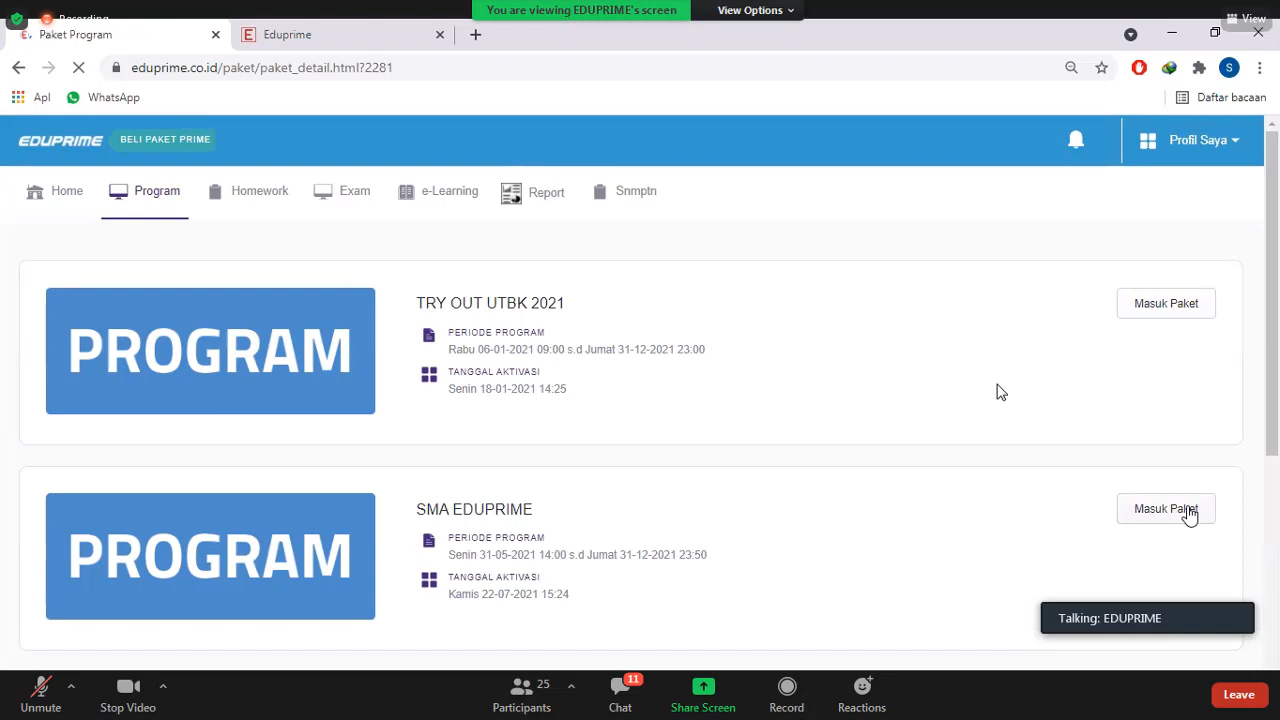 Recording
You are viewing EDUPRIME's screen
View Options
View
Paket Program
Eduprime
eduprime.co.id/paket/paket_detail.html?2281
S
Apl
WhatsApp
Daftar bacaan
EDUPRIME
BELI PAKET PRIME
Profil Saya
Home
Program
Homework
Exam
e-Learning
Report
Snmptn
PROGRAM
TRY OUT UTBK 2021
Masuk Paket
PERIODE PROGRAM
Rabu 06-01-2021 09:00 s.d Jumat 31-12-2021 23:00
TANGGAL AKTIVASI
Senin 18-01-2021 14:25
PROGRAM
SMA EDUPRIME
Masuk Paket
PERIODE PROGRAM
Senin 31-05-2021 14:00 s.d Jumat 31-12-2021 23:50
TANGGAL AKTIVASI
Kamis 22-07-2021 15:24
Talking: EDUPRIME
Unmute
Stop Video
25
Participants
11
Chat
Share Screen
Record
Reactions
Leave